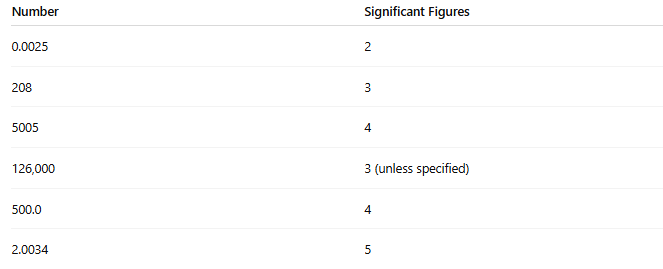 Number Significant Figures
0.0025 2
208 3
5005 4
126,000 3 (unless specified)
500.0 4
2.0034 5